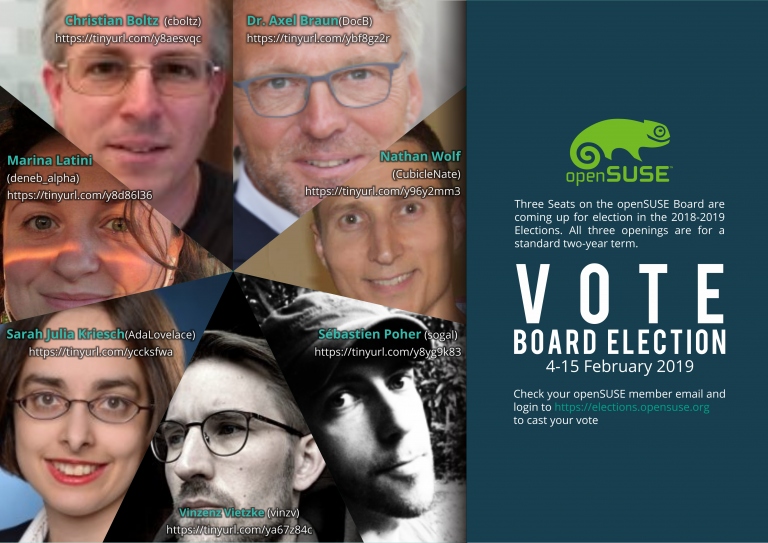 Christian Boltz (cboltz)
https://tinyurl.com/y8aesvqc
Dr. Axel Braun(DocB)
https://tinyurl.com/ybf8gz2r
Marina Latini
(deneb_alpha)
https://tinyurl.com/y8d86l36
Nathan Wolf
(CubicleNate)
https://tinyurl.com/y96y2mm3
Sarah Julia Kriesch(AdaLovelace)
https://tinyurl.com/yccksfwa
Sébastien Poher (sogal)
https://tinyurl.com/y8yg9k83
Vinzenz Vietzke (vinzv)
https://tinyurl.com/ya67z84c
openSUSE™
Three Seats on the openSUSE Board are
coming up for election in the 2018-2019
Elections. All three openings are for a
standard two-year term.
VOTE
BOARD ELECTION
4-15 February 2019
Check your openSUSE member email and
login to https://elections.opensuse.org
to cast your vote